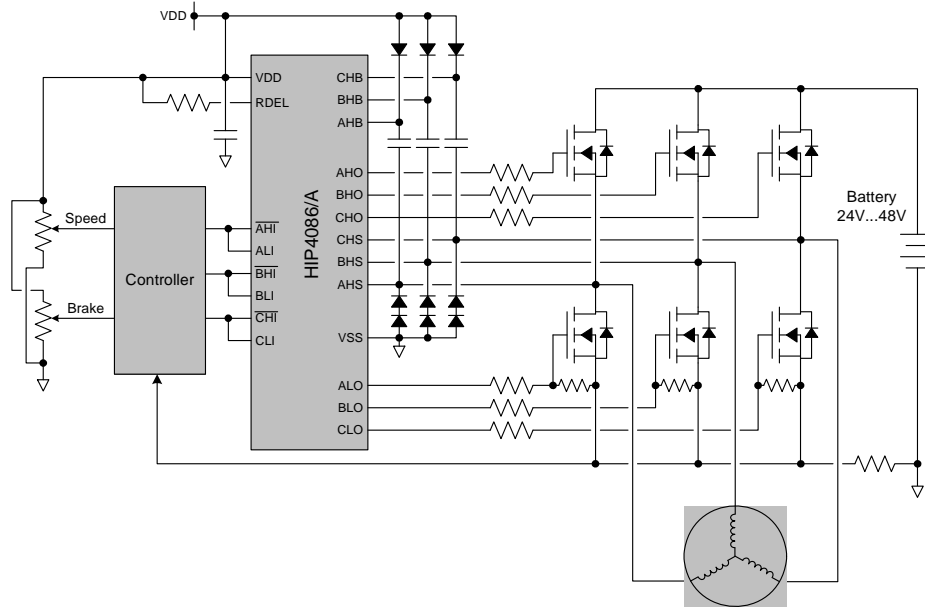 VDD
VDD
RDEL
CHB
BHB
AHB
AHO
BHO
CHO
CHS
BHS
AHS
VSS
ALO
BLO
CLO
HIP4086/A
AHI
ALI
BHI
BLI
CHI
CLI
Speed
Controller
Brake
Battery
24V...48V